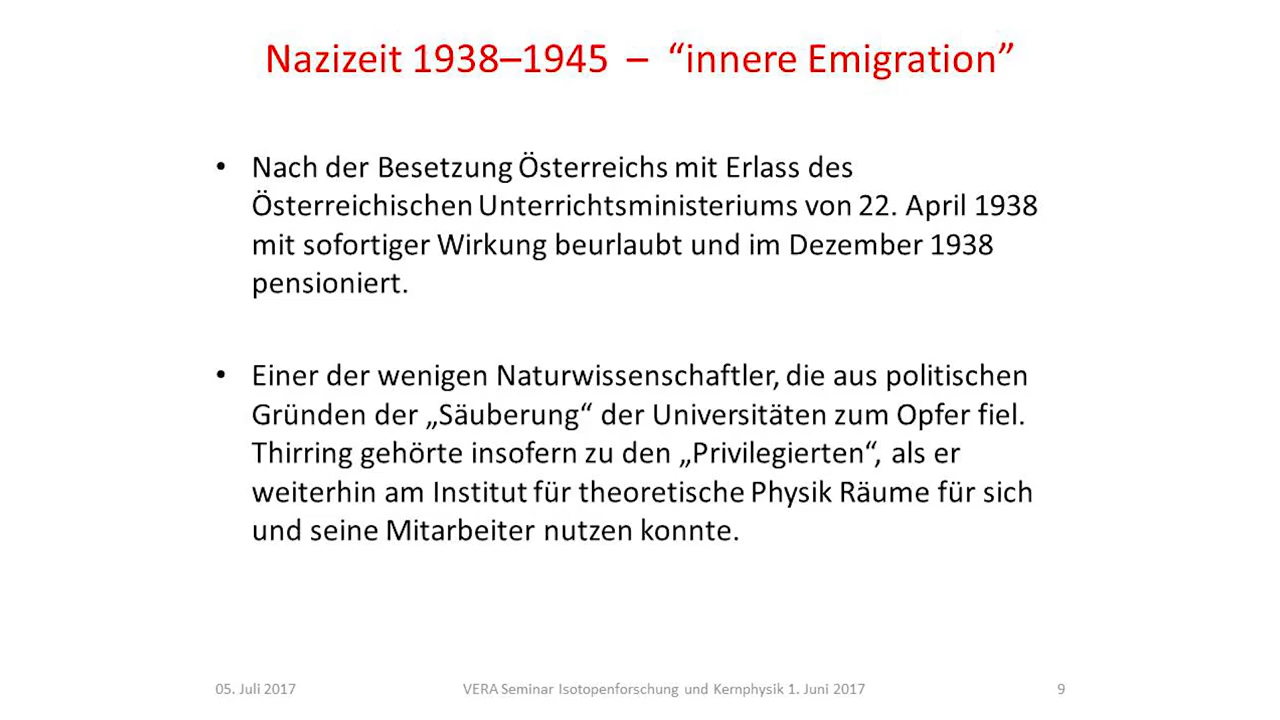 Nazizeit 1938–1945 – “innere Emigration”
• Nach der Besetzung Österreichs mit Erlass des
Österreichischen Unterrichtsministeriums von 22. April 1938
mit sofortiger Wirkung beurlaubt und im Dezember 1938
pensioniert.
• Einer der wenigen Naturwissenschaftler, die aus politischen
Gründen der „Säuberung“ der Universitäten zum Opfer fiel.
Thirring gehörte insofern zu den „Privilegierten“, als er
weiterhin am Institut für theoretische Physik Räume für sich
und seine Mitarbeiter nutzen konnte.
05. Juli 2017 VERA Seminar Isotopenforschung und Kernphysik 1. Juni 2017 9